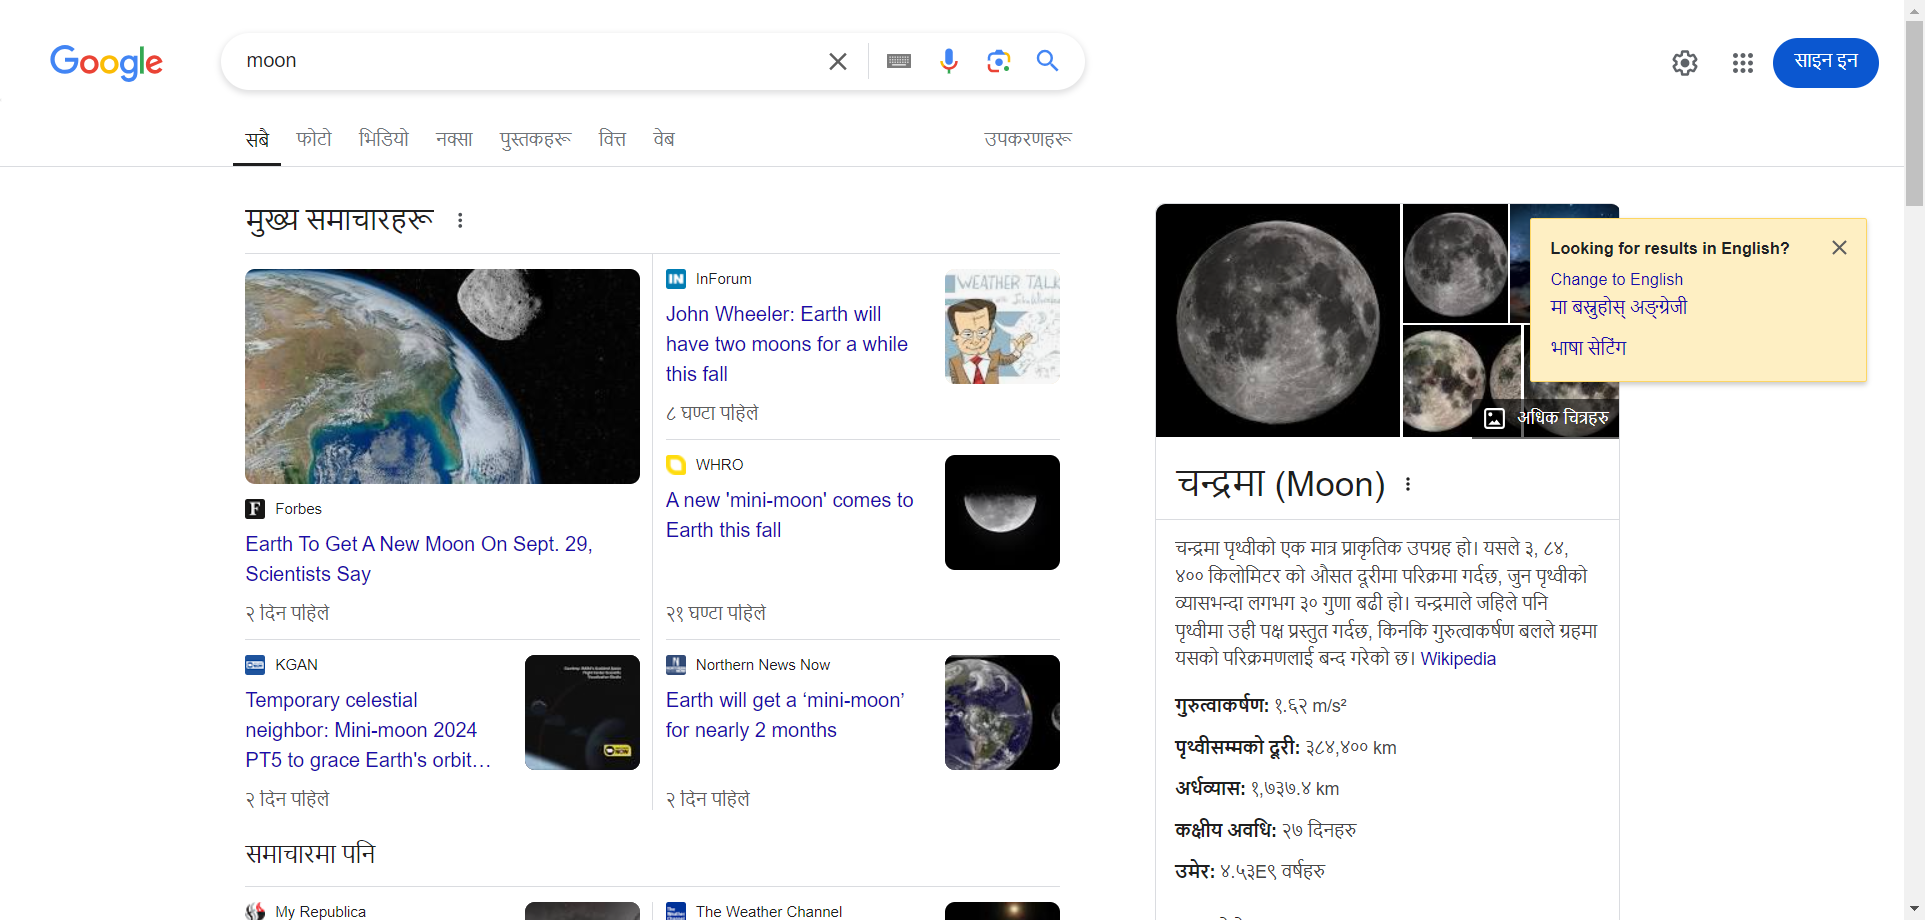 Google
moon
साइन इन
सबै
फोटो
भिडियो
नक्सा
पुस्तकहरू
वित्त
वेब
उपकरणहरू
मुख्य समाचारहरू
Forbes
Earth To Get A New Moon On Sept. 29,
Scientists Say
२ दिन पहिले
InForum
John Wheeler: Earth will
have two moons for a while
this fall
८ घण्टा पहिले
WEATHER TALK
WHRO
A new 'mini-moon' comes to
Earth this fall
२१ घण्टा पहिले
KGAN
Temporary celestial
neighbor: Mini-moon 2024
PT5 to grace Earth's orbit…
२ दिन पहिले
Northern News Now
Earth will get a ‘mini-moon’
for nearly 2 months
२ दिन पहिले
समाचारमा पनि
My Republica
The Weather Channel
Looking for results in English?
Change to English
मा बस्नुहोस् अङ्ग्रेजी
भाषा सेटिंग
अधिक चित्रहरु
चन्द्रमा (Moon)
चन्द्रमा पृथ्वीको एक मात्र प्राकृतिक उपग्रह हो। यसले ३, ८४,
४०० किलोमिटर को औसत दूरीमा परिक्रमा गर्दछ, जुन पृथ्वीको
व्यासभन्दा लगभग ३० गुणा बढी हो। चन्द्रमाले जहिले पनि
पृथ्वीमा उही पक्ष प्रस्तुत गर्दछ, किनकि गुरुत्वाकर्षण बलले ग्रहमा
यसको परिक्रमणलाई बन्द गरेको छ। Wikipedia
गुरुत्वाकर्षण: १.६२ m/s²
पृथ्वीसम्मको दूरी: ३८४,४०० km
अर्धव्यास: १,७३७.४ km
कक्षीय अवधि: २७ दिनहरु
उमेर: ४.५३E९ वर्षहरु